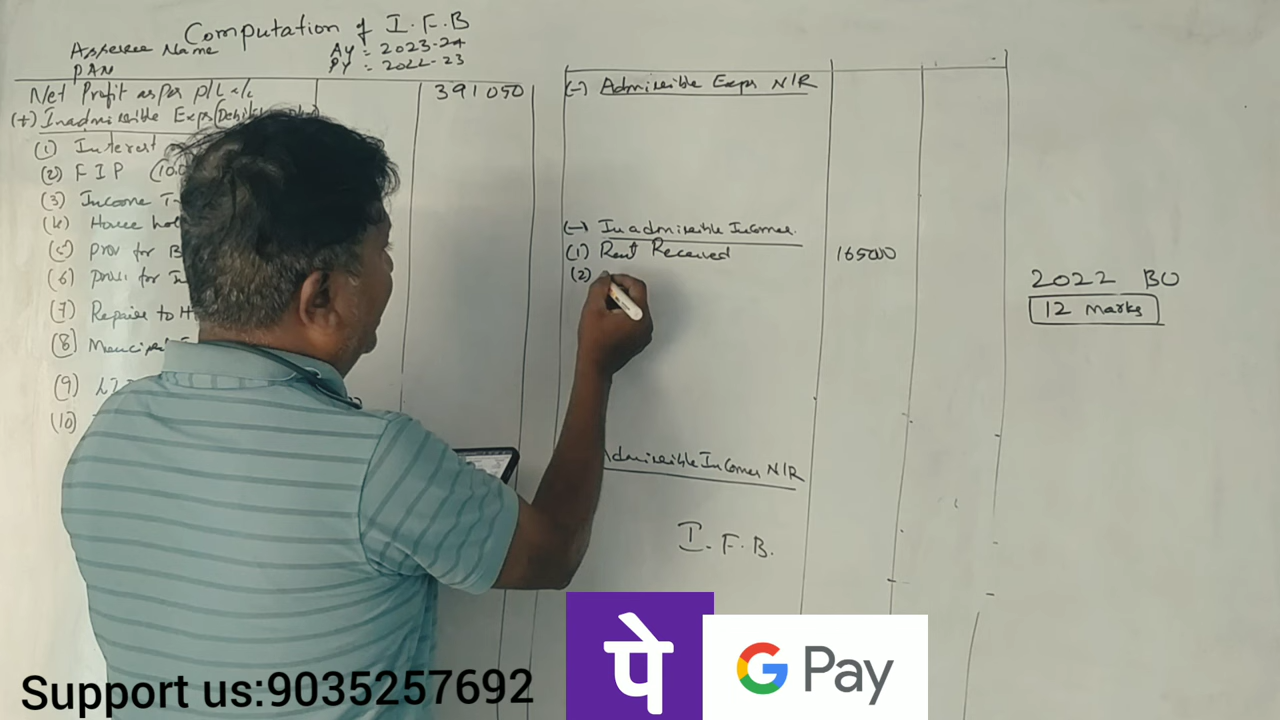 Computation of I.F.B
Assessee Name AY : 2023-24
PAN PY : 2022-23
Net Profit as per P/L a/c 391050
(+) Inadmissible Exps
(1) Interest
(2) F I P
(3) Income T
(4) House hol
(5) Prov for B
(6) for I
(7) Repairs to H
(8)
(9)
(10)
(-) Admissible Exps N/R
(-) Inadmissible Incomes.
(1) Rent Received 165000
(2)
Admissible Incomes N/R
I.F.B.
2022 BU
12 marks
पे
G Pay
Support us:9035257692